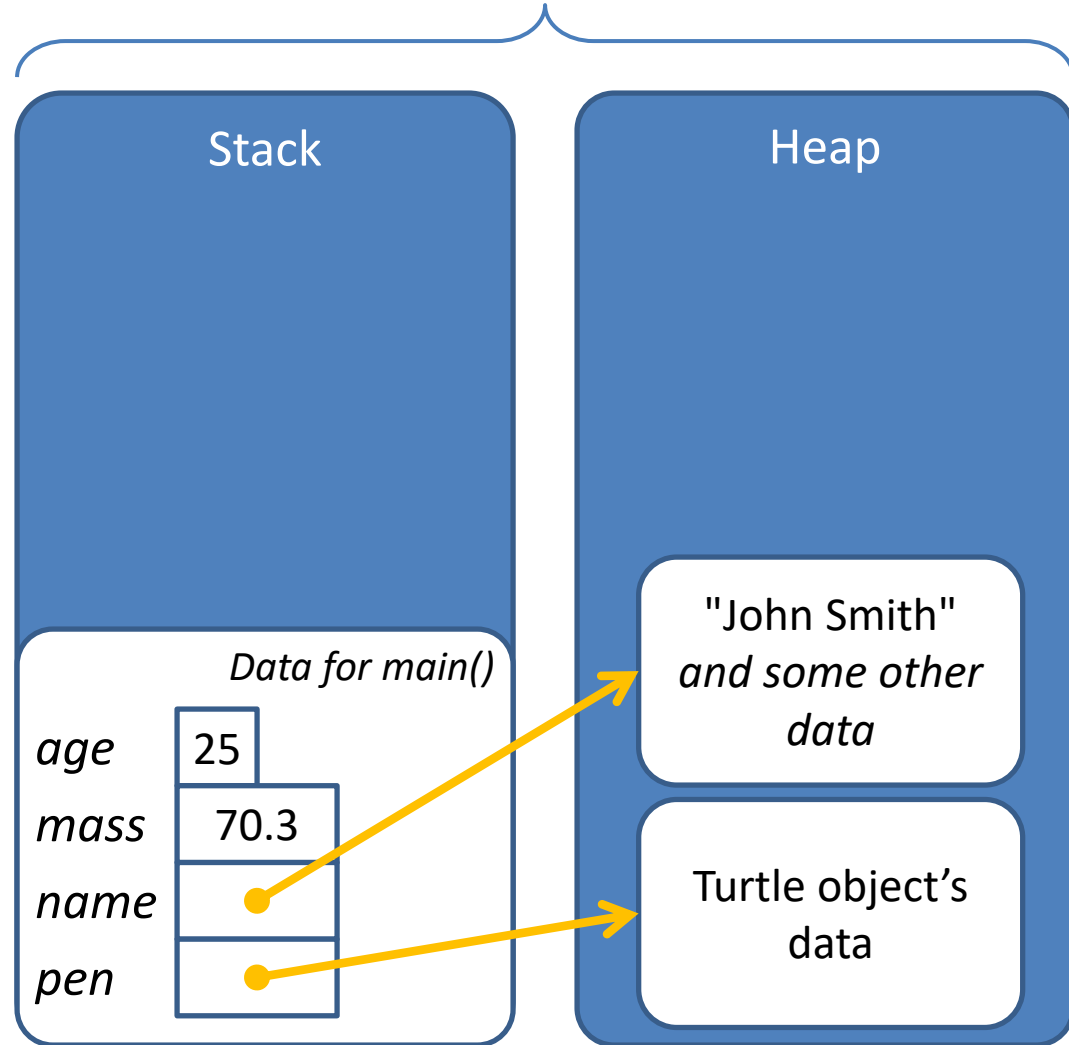 Stack
Heap
"John Smith"
and some other
data
Data for main()
age 25
mass 70.3
name
pen
Turtle object’s
data